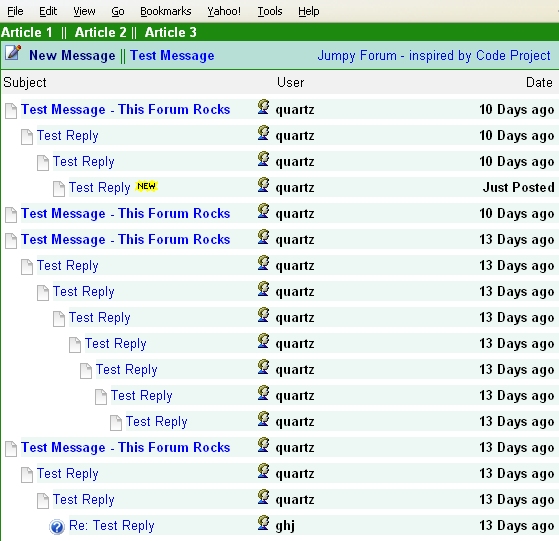 File Edit View Go Bookmarks Yahoo! Tools Help
Article 1 || Article 2 || Article 3
New Message || Test Message Jumpy Forum - inspired by Code Project
Subject User Date
Test Message - This Forum Rocks quartz 10 Days ago
Test Reply quartz 10 Days ago
Test Reply quartz 10 Days ago
Test Reply NEW quartz Just Posted
Test Message - This Forum Rocks quartz 10 Days ago
Test Message - This Forum Rocks quartz 13 Days ago
Test Reply quartz 13 Days ago
Test Reply quartz 13 Days ago
Test Reply quartz 13 Days ago
Test Reply quartz 13 Days ago
Test Reply quartz 13 Days ago
Test Reply quartz 13 Days ago
Test Reply quartz 13 Days ago
Test Message - This Forum Rocks quartz 13 Days ago
Test Reply quartz 13 Days ago
Test Reply quartz 13 Days ago
Re: Test Reply ghj 13 Days ago